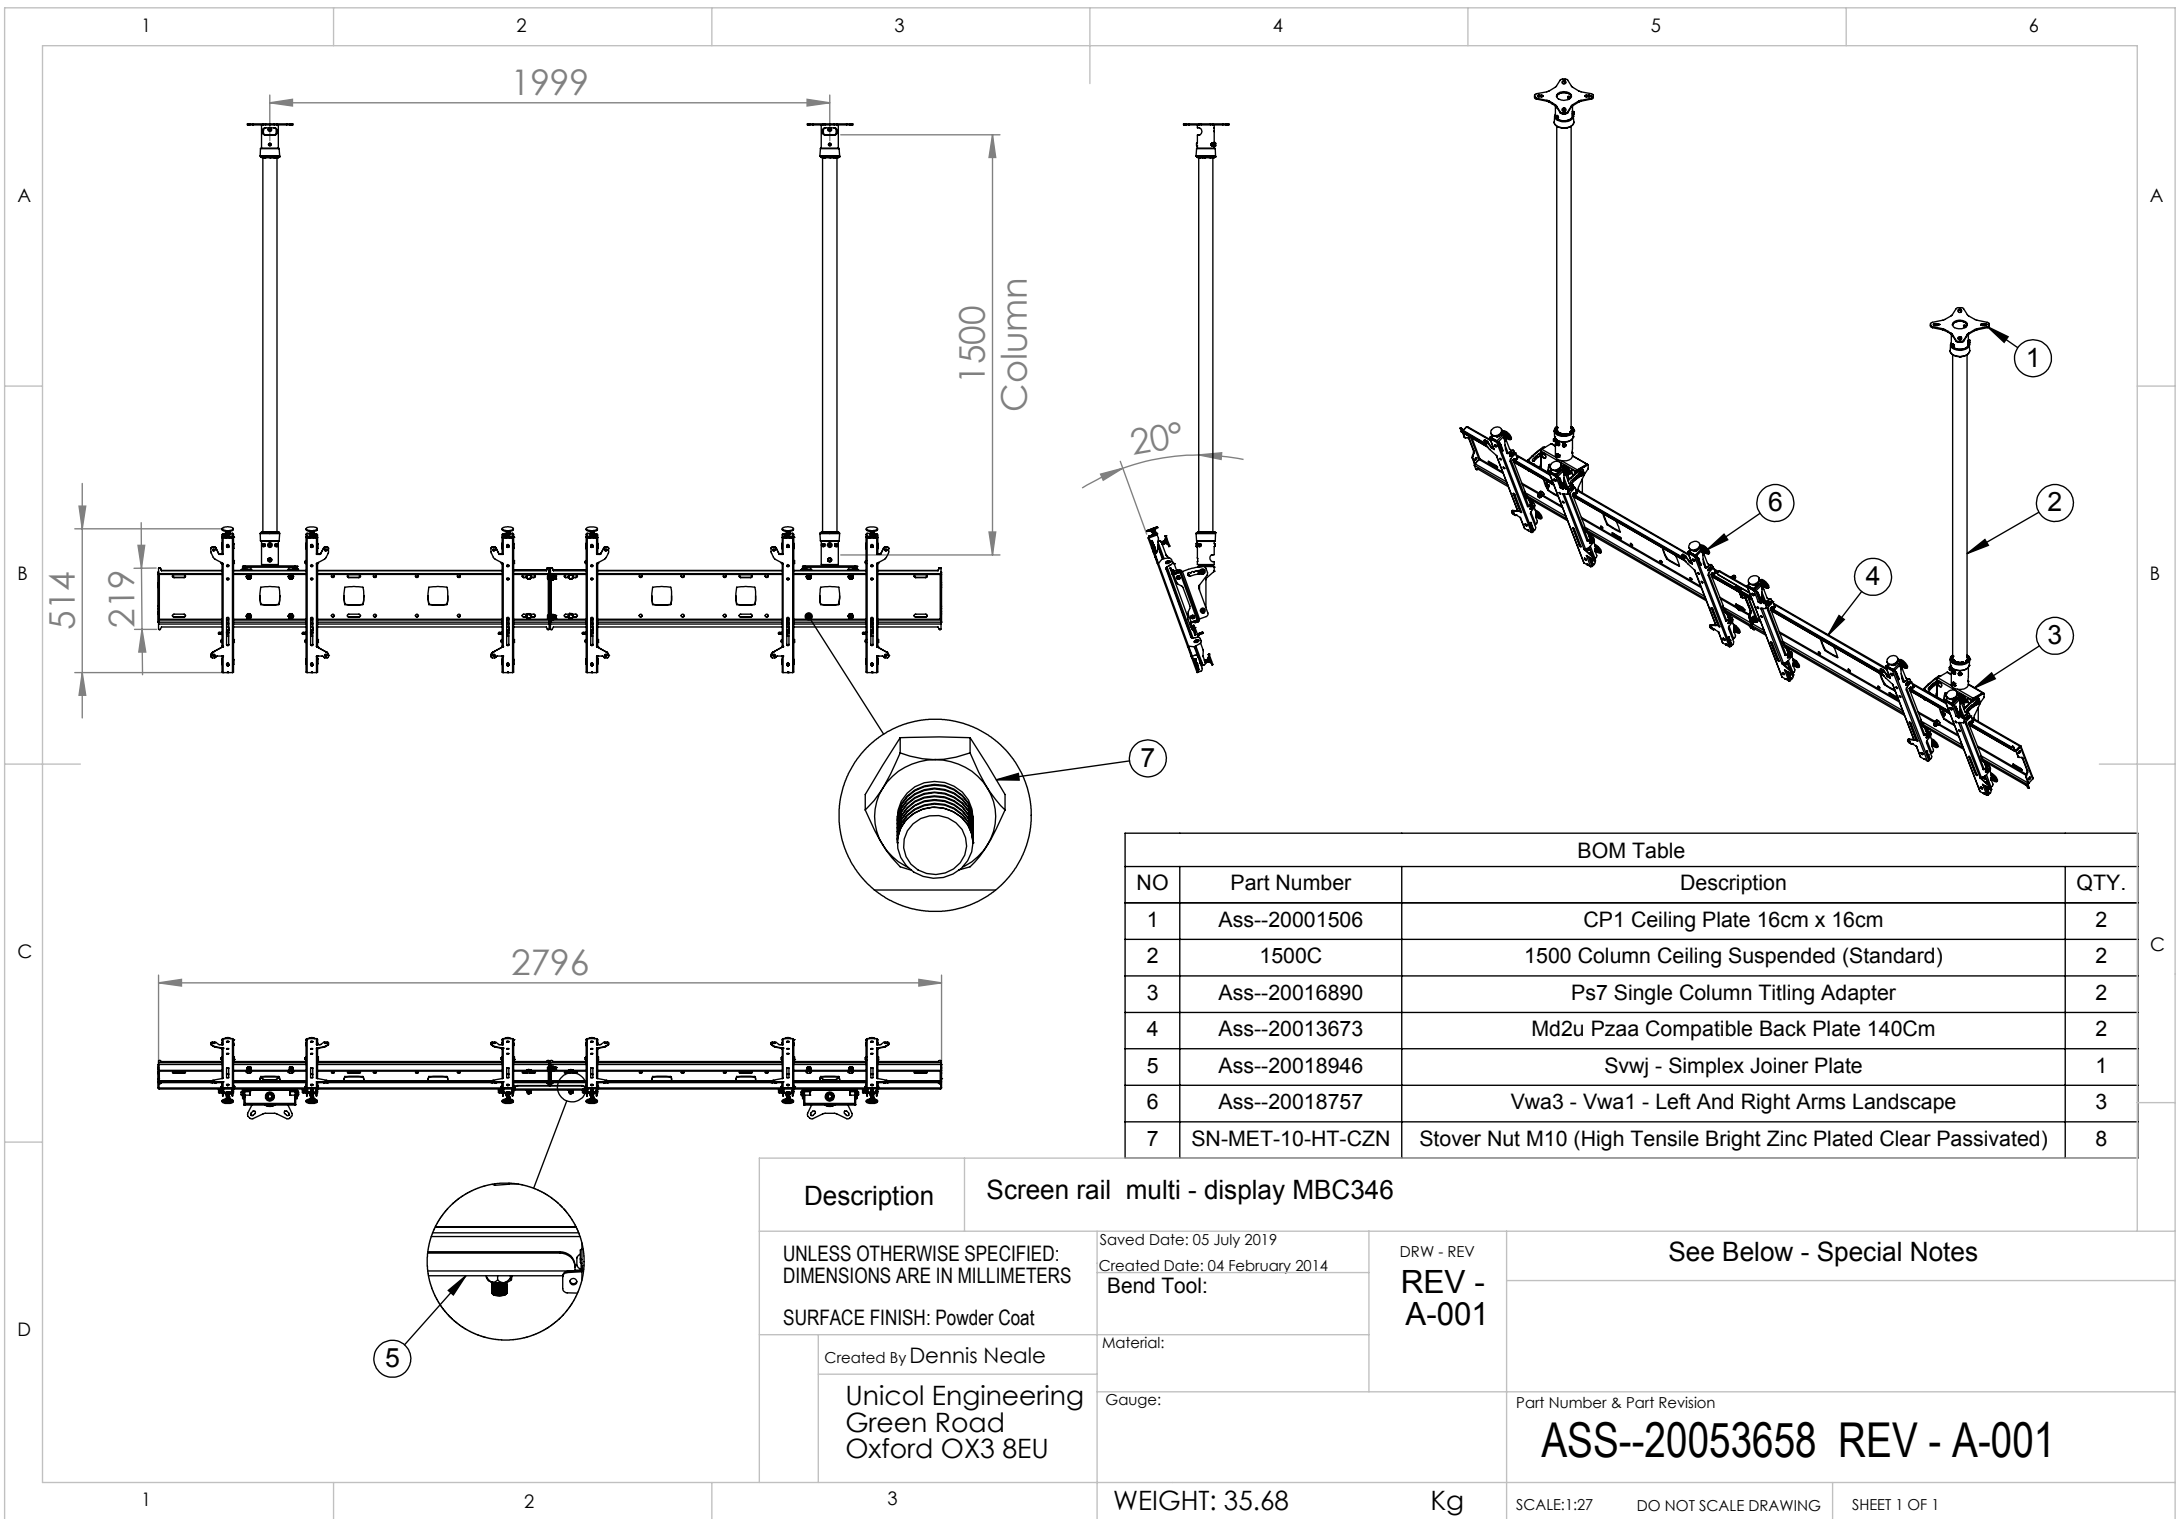 1 2 3 4 5 6
A A
B B
C C
D
1999
1500
Column
514
219
20°
1
2
3
4
6
7
2796
5
BOM Table
NO Part Number Description QTY.
1 Ass--20001506 CP1 Ceiling Plate 16cm x 16cm 2
2 1500C 1500 Column Ceiling Suspended (Standard) 2
3 Ass--20016890 Ps7 Single Column Titling Adapter 2
4 Ass--20013673 Md2u Pzaa Compatible Back Plate 140Cm 2
5 Ass--20018946 Svwj - Simplex Joiner Plate 1
6 Ass--20018757 Vwa3 - Vwa1 - Left And Right Arms Landscape 3
7 SN-MET-10-HT-CZN Stover Nut M10 (High Tensile Bright Zinc Plated Clear Passivated) 8
Description Screen rail multi - display MBC346
UNLESS OTHERWISE SPECIFIED:
DIMENSIONS ARE IN MILLIMETERS
SURFACE FINISH: Powder Coat
Saved Date: 05 July 2019
Created Date: 04 February 2014
Bend Tool:
DRW - REV
REV -
A-001
See Below - Special Notes
Created By Dennis Neale
Material:
Unicol Engineering
Green Road
Oxford OX3 8EU
Gauge:
Part Number & Part Revision
ASS--20053658 REV - A-001
WEIGHT: 35.68 Kg
SCALE:1:27 DO NOT SCALE DRAWING SHEET 1 OF 1
1 2 3